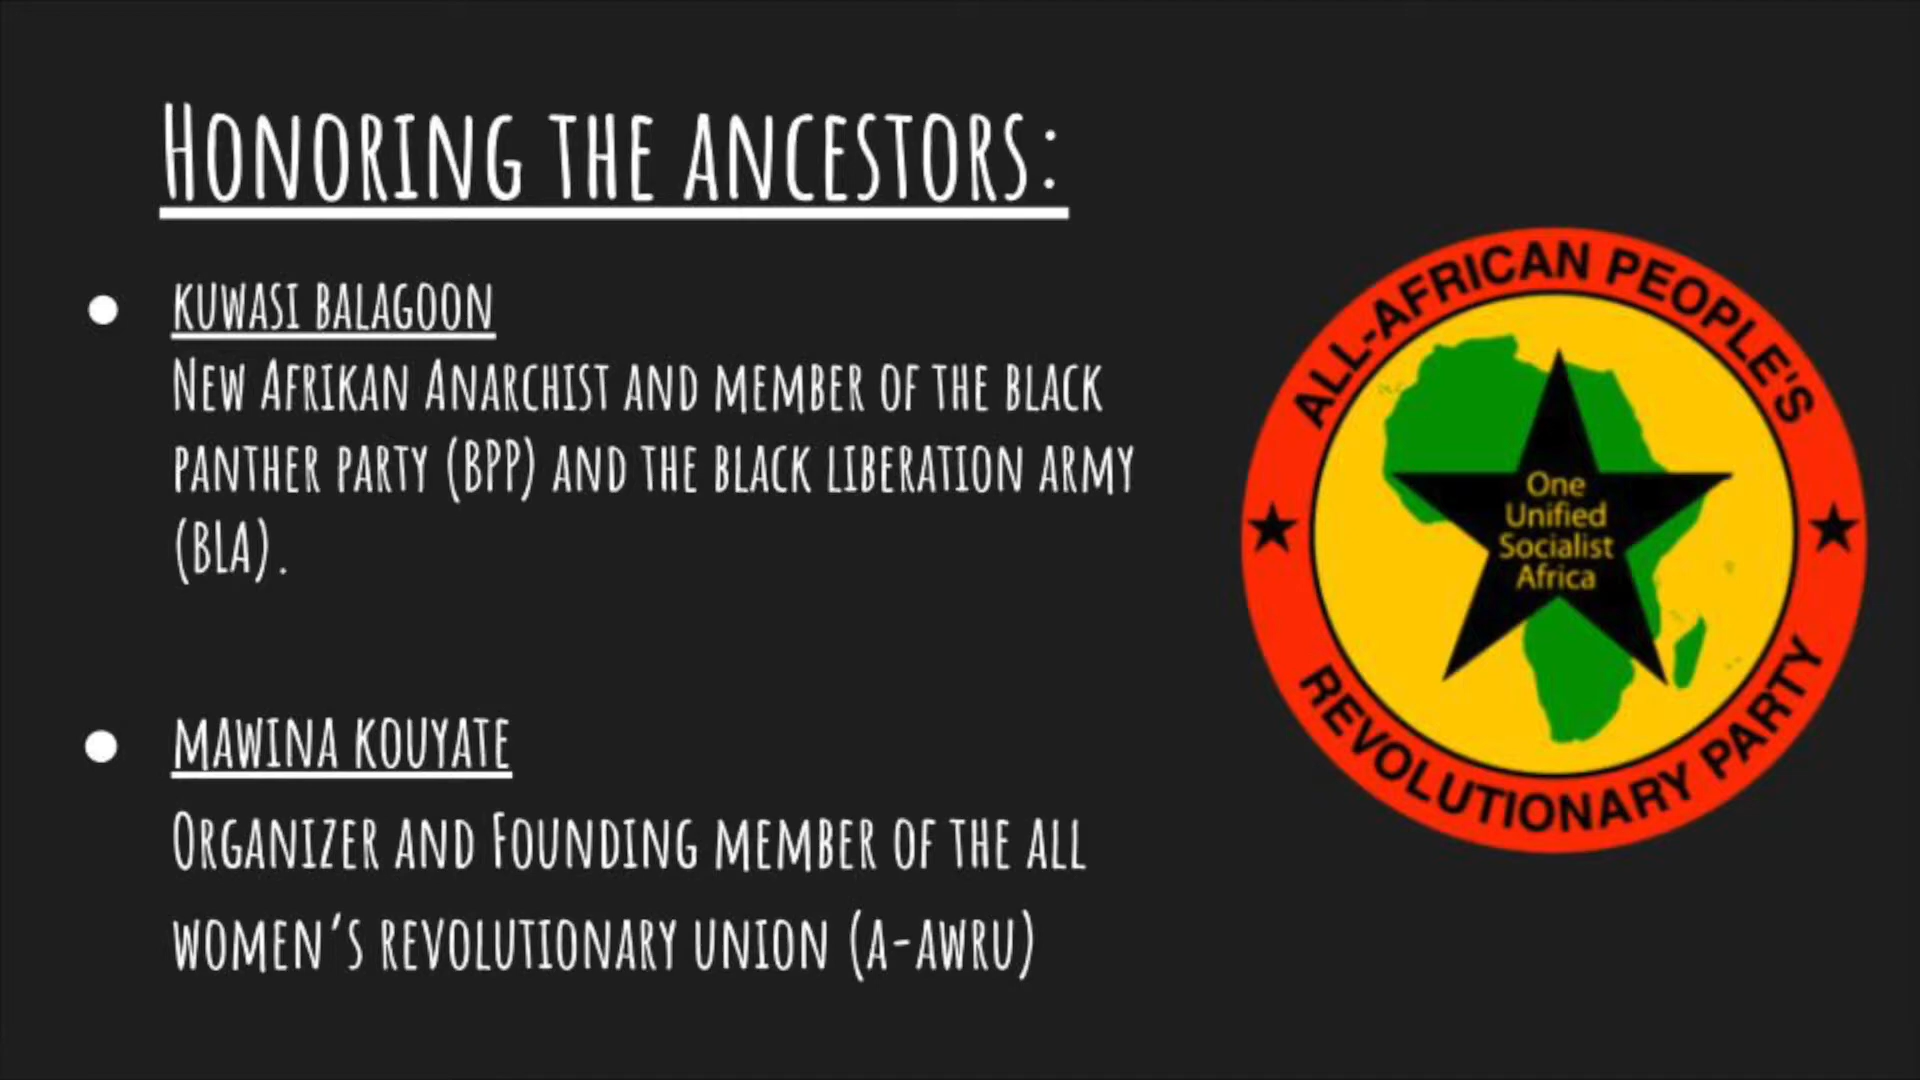 HONORING THE ANCESTORS:
KUWASI BALAGOON
NEW AFRIKAN ANARCHIST AND MEMBER OF THE BLACK
PANTHER PARTY (BPP) AND THE BLACK LIBERATION ARMY
(BLA).
MAWINA KOUYATE
ORGANIZER AND FOUNDING MEMBER OF THE ALL
WOMEN'S REVOLUTIONARY UNION (A-AWRU)
ALL-AFRICAN PEOPLE'S
One
Unified
Socialist
Africa
REVOLUTIONARY PARTY